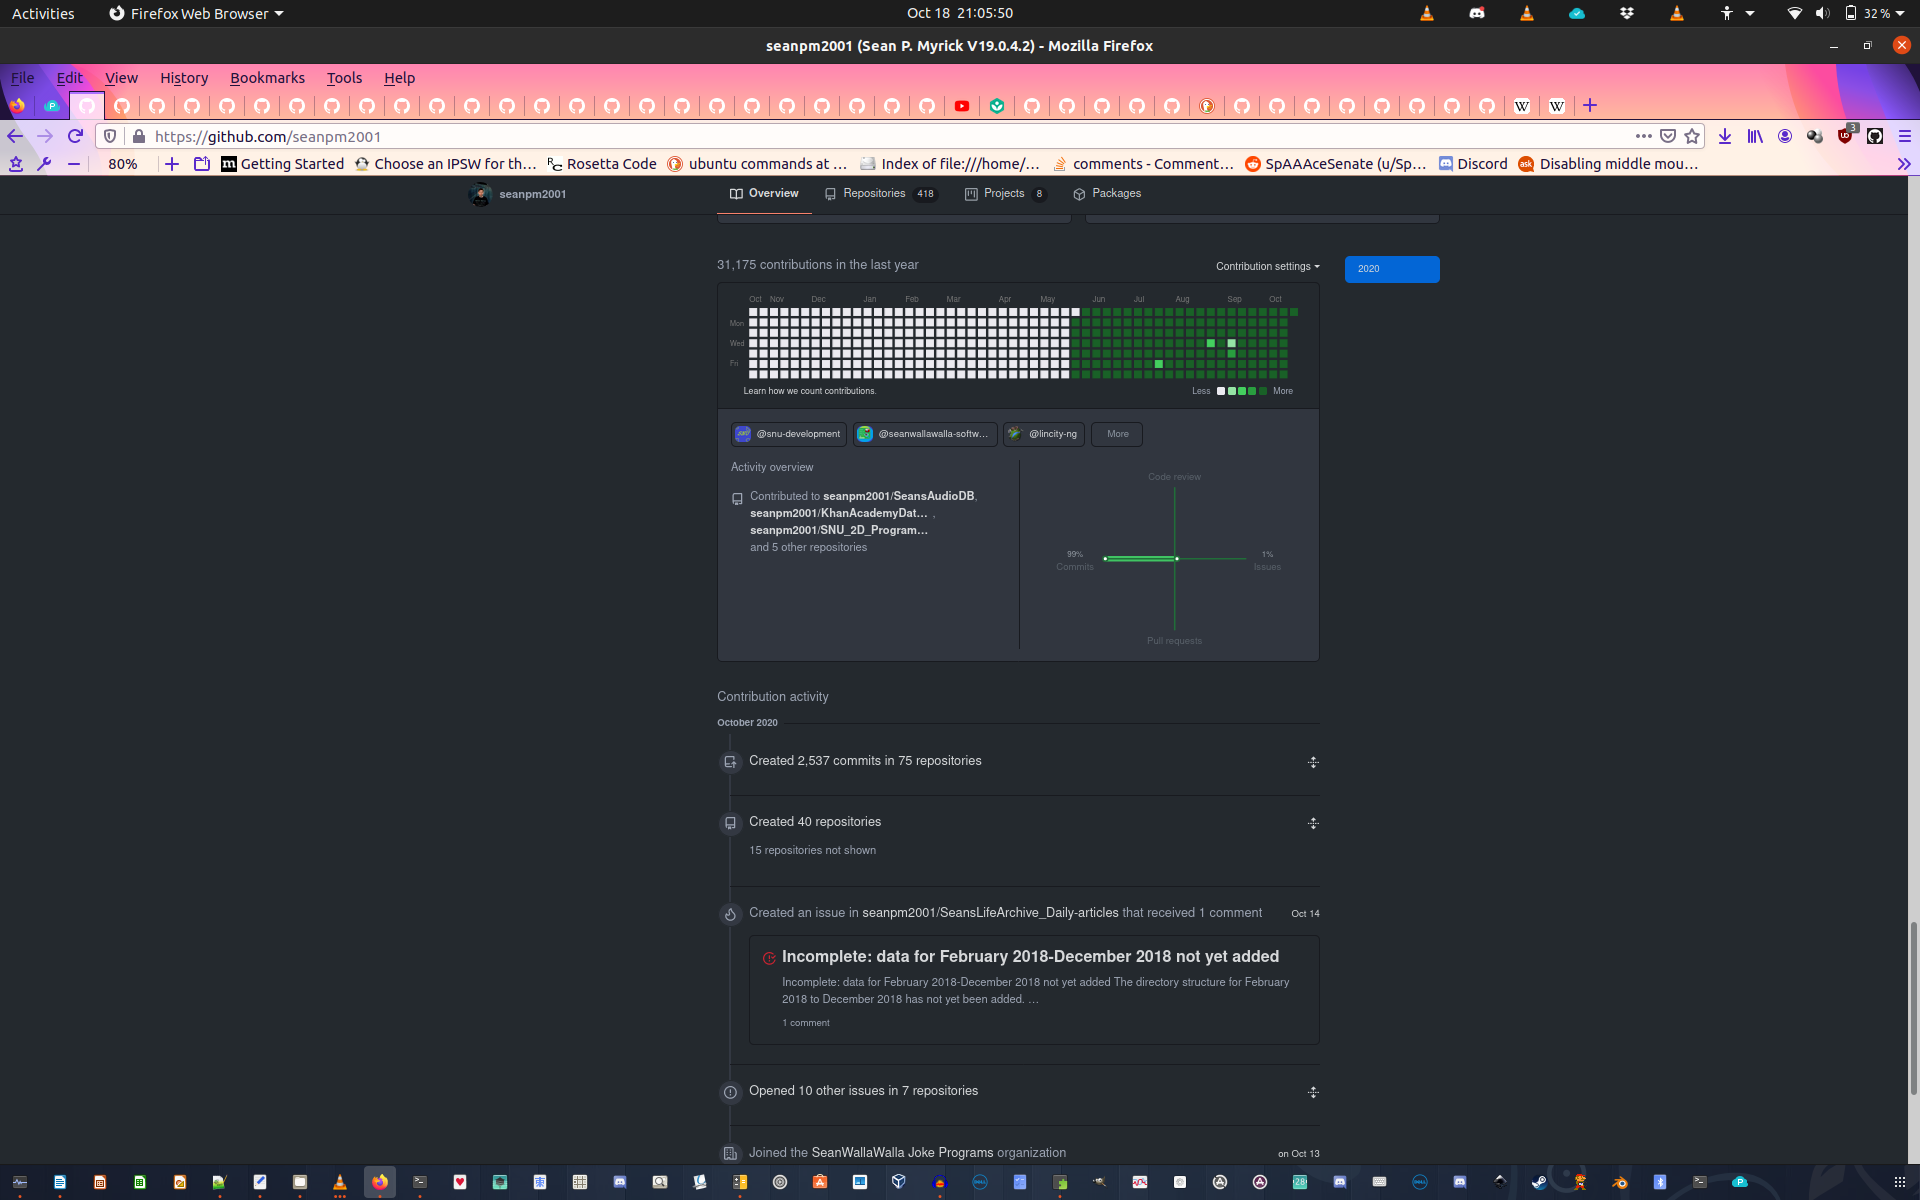 Activities
Firefox Web Browser
Oct 18 21:05:50
32 %
seanpm2001 (Sean P. Myrick V19.0.4.2) - Mozilla Firefox
File Edit View History Bookmarks Tools Help
https://github.com/seanpm2001
3
80%
Getting Started
Choose an IPSW for th…
Rosetta Code
ubuntu commands at …
Index of file:///home/…
comments - Comment…
SpAAAceSenate (u/Sp…
Discord
Disabling middle mou…
seanpm2001
Overview
Repositories 418
Projects 8
Packages
31,175 contributions in the last year
Contribution settings
2020
Oct Nov Dec Jan Feb Mar Apr May Jun Jul Aug Sep Oct
Mon
Wed
Fri
Learn how we count contributions.
Less More
@snu-development
@seanwallawalla-softw…
@lincity-ng
More
Activity overview
Contributed to seanpm2001/SeansAudioDB,
seanpm2001/KhanAcademyDat… ,
seanpm2001/SNU_2D_Program…
and 5 other repositories
Code review
99%
Commits
1%
Issues
Pull requests
Contribution activity
October 2020
Created 2,537 commits in 75 repositories
Created 40 repositories
15 repositories not shown
Created an issue in seanpm2001/SeansLifeArchive_Daily-articles that received 1 comment
Oct 14
Incomplete: data for February 2018-December 2018 not yet added
Incomplete: data for February 2018-December 2018 not yet added The directory structure for February
2018 to December 2018 has not yet been added. …
1 comment
Opened 10 other issues in 7 repositories
Joined the SeanWallaWalla Joke Programs organization
on Oct 13